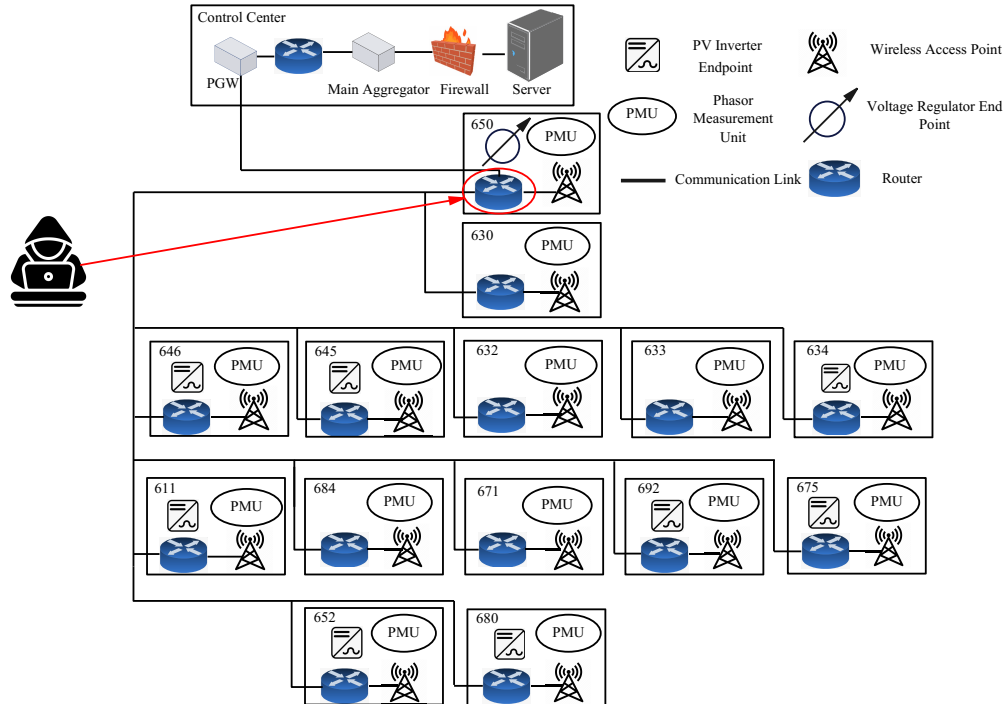 Control Center
PGW
Main Aggregator
Firewall
Server
PV Inverter
Endpoint
Wireless Access Point
PMU
Phasor
Measurement
Unit
Voltage Regulator End
Point
Communication Link
Router
650
PMU
630
PMU
646
PMU
645
PMU
632
PMU
633
PMU
634
PMU
611
PMU
684
PMU
671
PMU
692
PMU
675
PMU
652
PMU
680
PMU